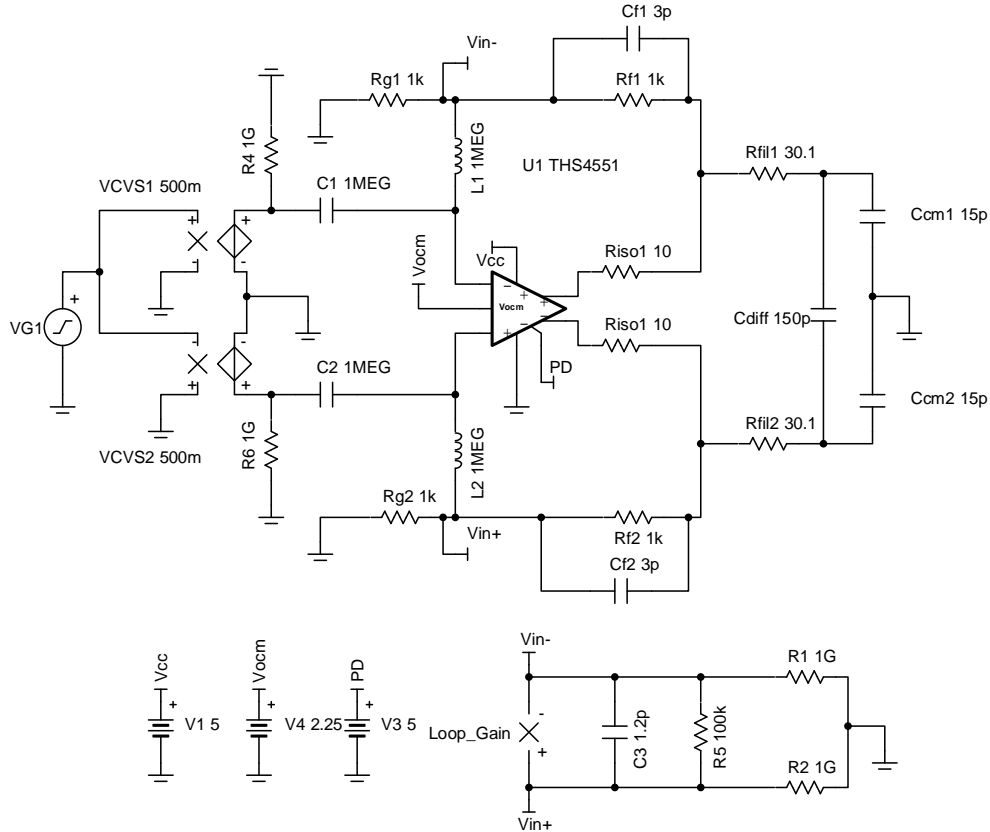 Cf1 3p
Vin-
Rg1 1k
Rf1 1k
R4 1G
L1 1MEG
U1 THS4551
Rfil1 30.1
VCVS1 500m
C1 1MEG
Ccm1 15p
+
-
+
-
Vocm
Vcc
Riso1 10
VG1
+
Vocm
-
+
+
-
Cdiff 150p
Riso1 10
PD
-
+
-
+
C2 1MEG
Ccm2 15p
Rfil2 30.1
VCVS2 500m
R6 1G
L2 1MEG
Rg2 1k
Vin+
Rf2 1k
Cf2 3p
Vin-
R1 1G
Vcc
Vocm
PD
+
V1 5
+
V4 2.25
+
V3 5
Loop_Gain
-
+
C3 1.2p
R5 100k
R2 1G
Vin+